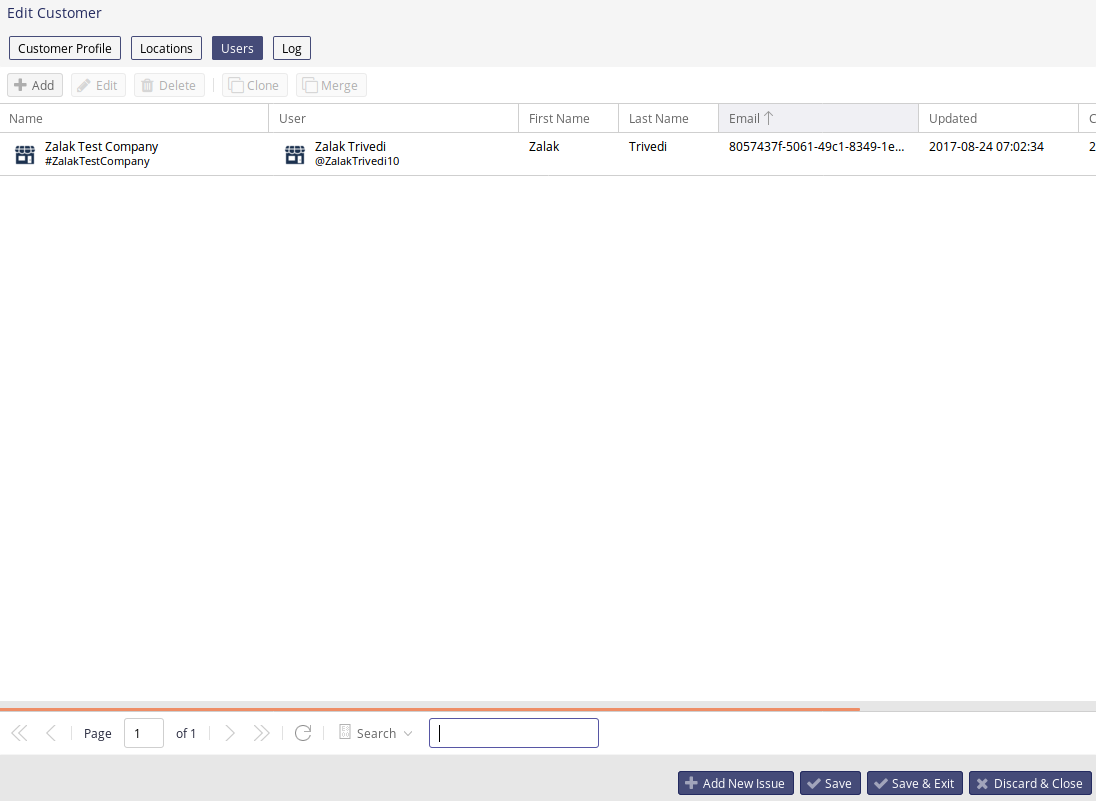 Edit Customer
Customer Profile Locations Users Log
Add Edit Delete Clone Merge
Name User First Name Last Name Email Updated C
Zalak Test Company Zalak Trivedi Zalak Trivedi 8057437f-5061-49c1-8349-1e... 2017-08-24 07:02:34 2
#ZalakTestCompany @ZalakTrivedi10
Page 1 of 1 Search
Add New Issue Save Save & Exit Discard & Close